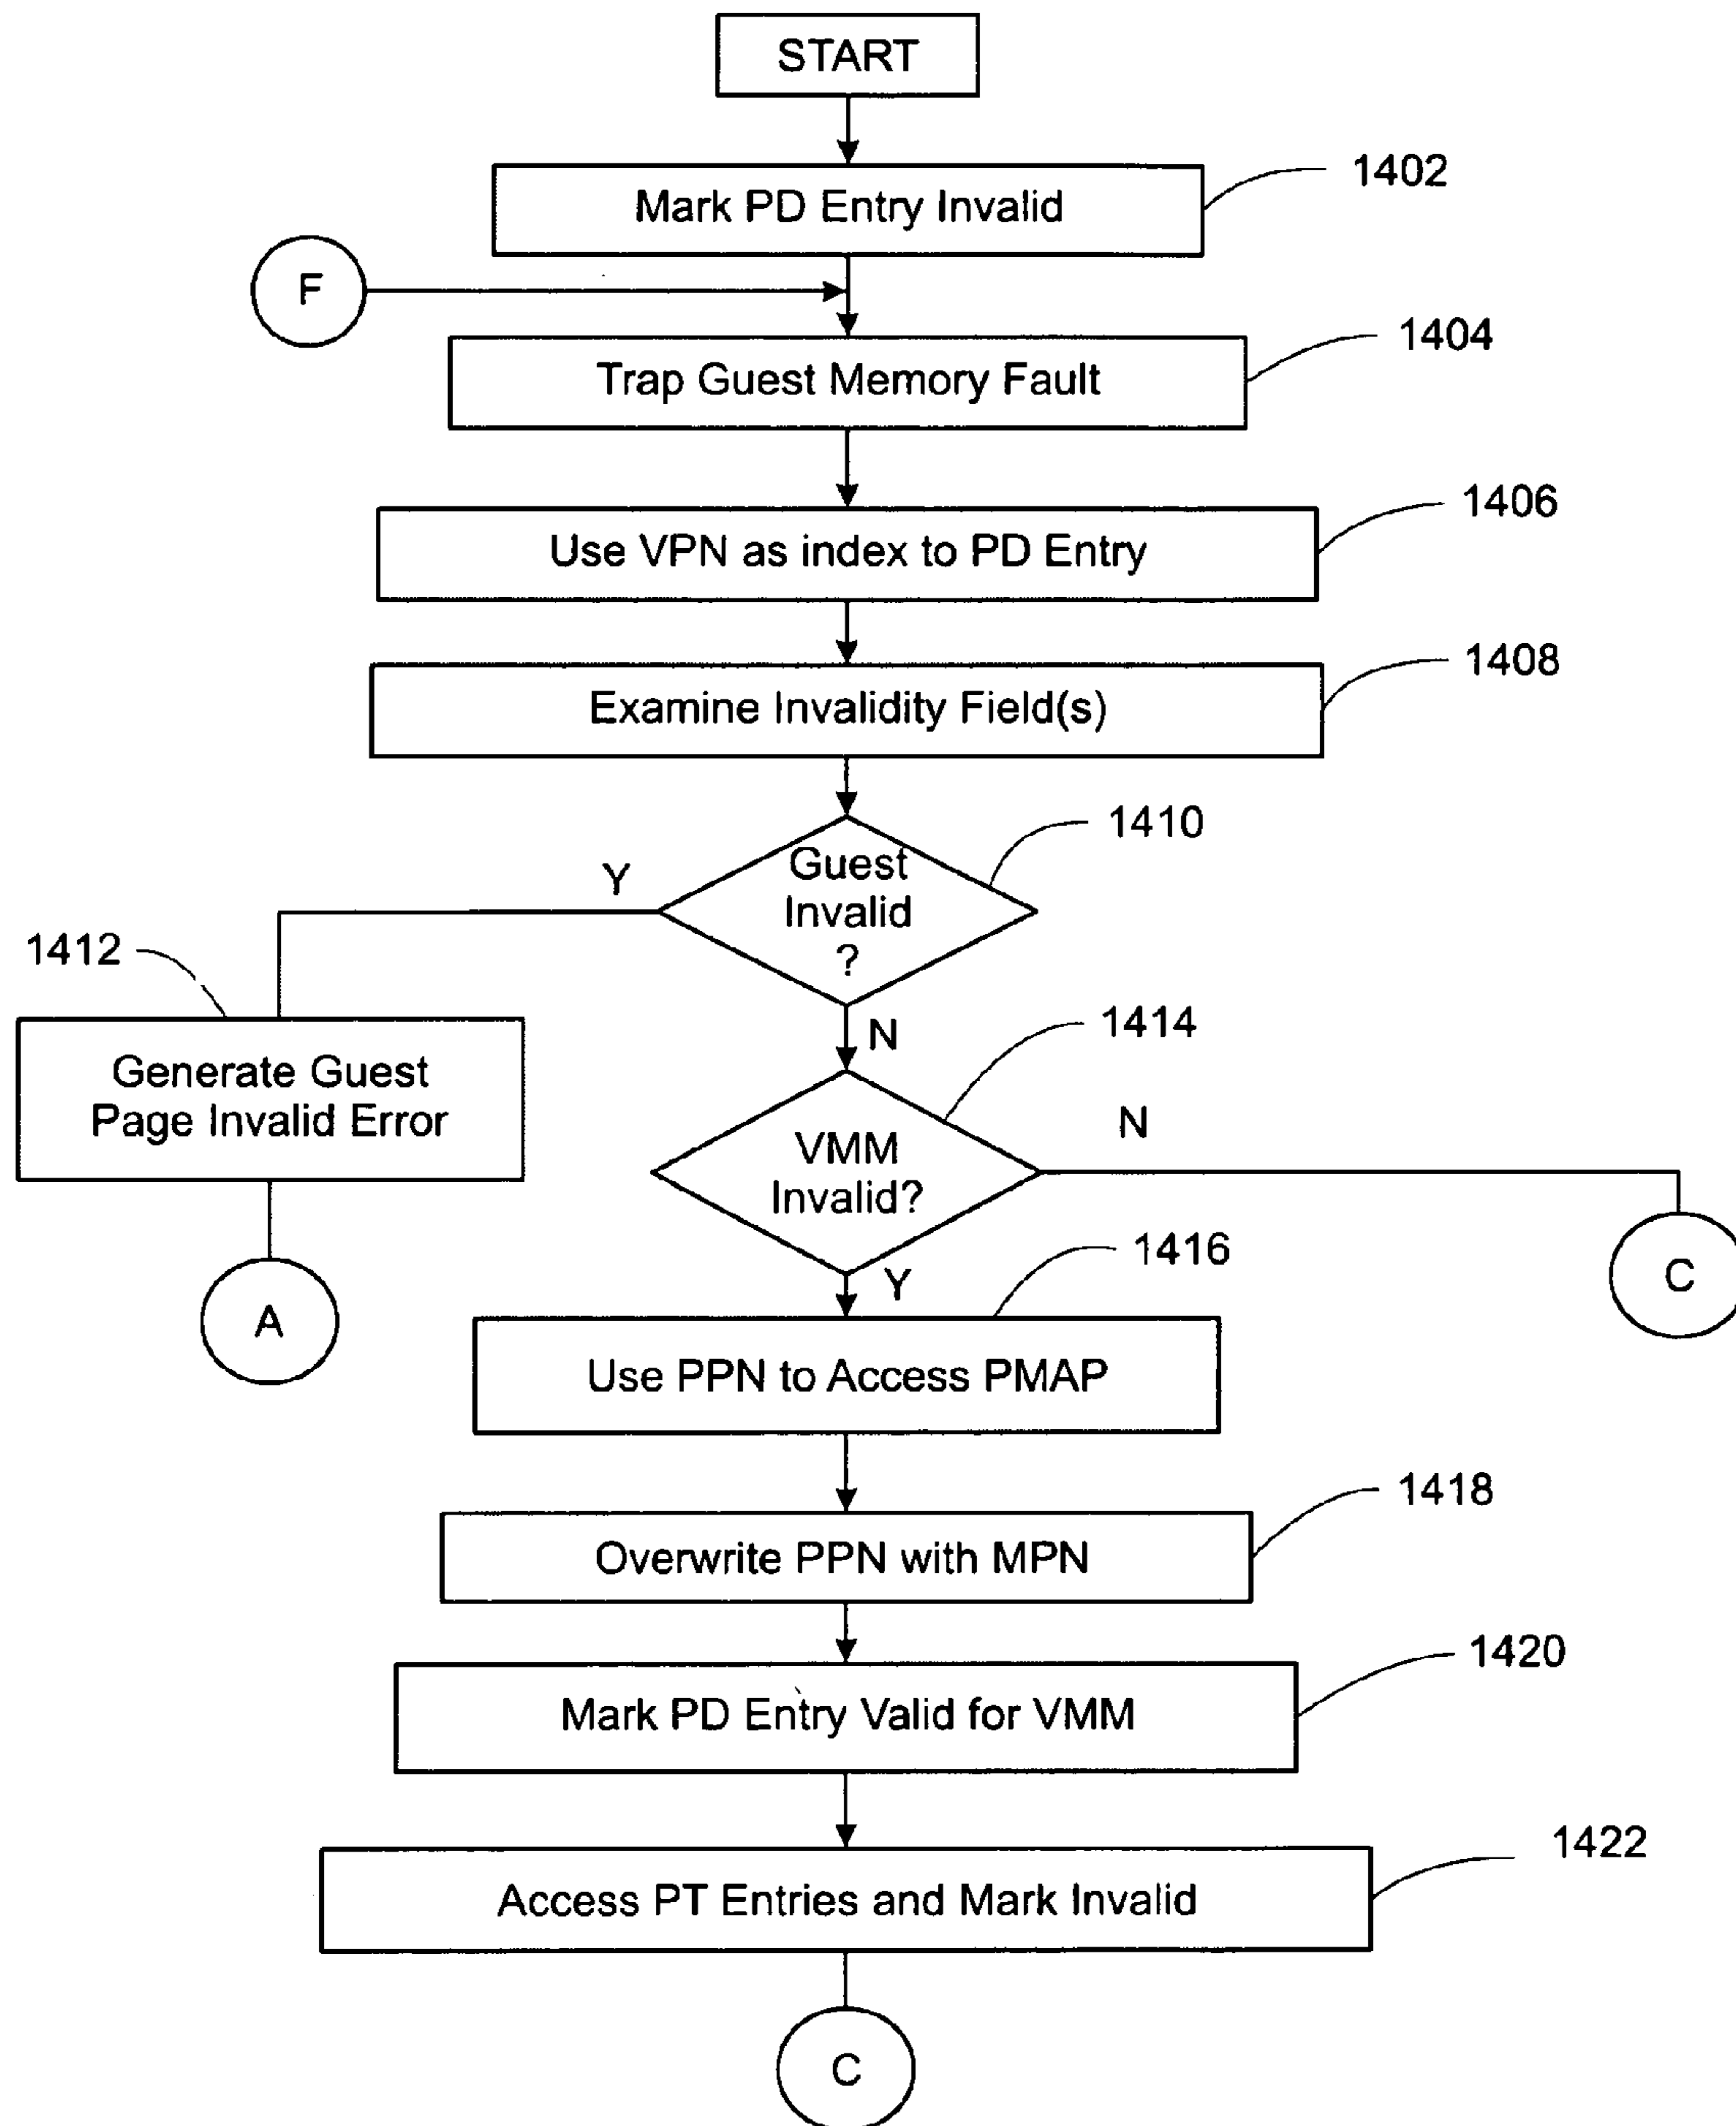 START
1402
Mark PD Entry Invalid
F
1404
Trap Guest Memory Fault
1406
Use VPN as index to PD Entry
1408
Examine Invalidity Field(s)
1410
Guest
Invalid
?
Y
1412
Generate Guest
Page Invalid Error
N
1414
VMM
Invalid?
N
A
Y
1416
C
Use PPN to Access PMAP
1418
Overwrite PPN with MPN
1420
Mark PD Entry Valid for VMM
1422
Access PT Entries and Mark Invalid
C